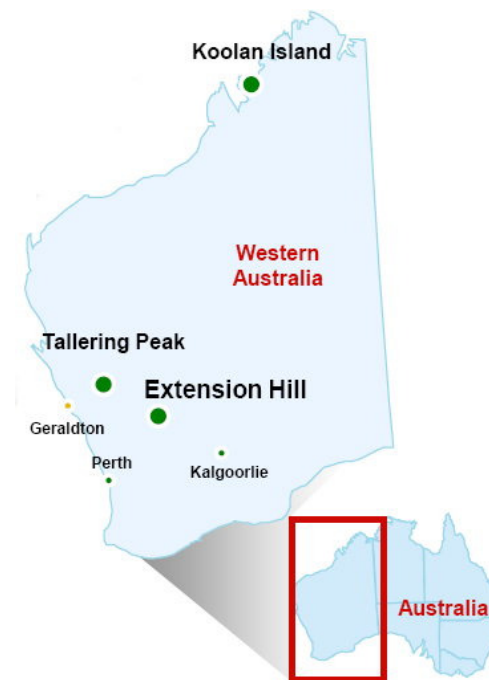 Koolan Island
Western
Australia
Tallering Peak
Extension Hill
Geraldton
Perth
Kalgoorlie
Australia